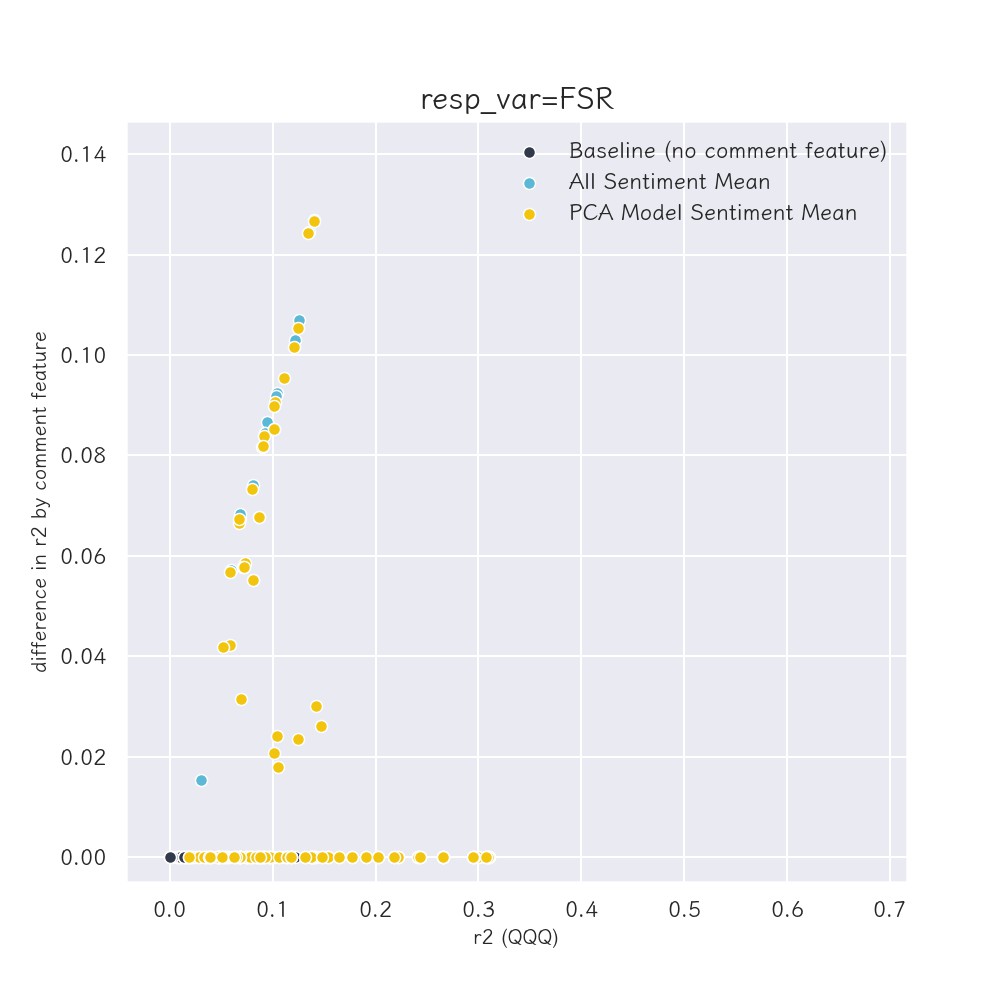 resp_var=FSR
Baseline (no comment feature)
All Sentiment Mean
PCA Model Sentiment Mean
difference in r2 by comment feature
0.14
0.12
0.10
0.08
0.06
0.04
0.02
0.00
0.0 0.1 0.2 0.3 0.4 0.5 0.6 0.7
r2 (QQQ)